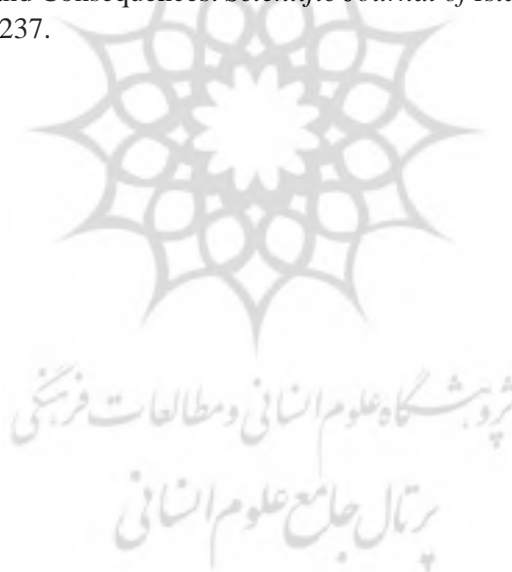 and Consequences. Scientific Journal of
237.
پژوهشگاه علوم انسانی و مطالعات فرهنگی
پرتال جامع علوم انسانی